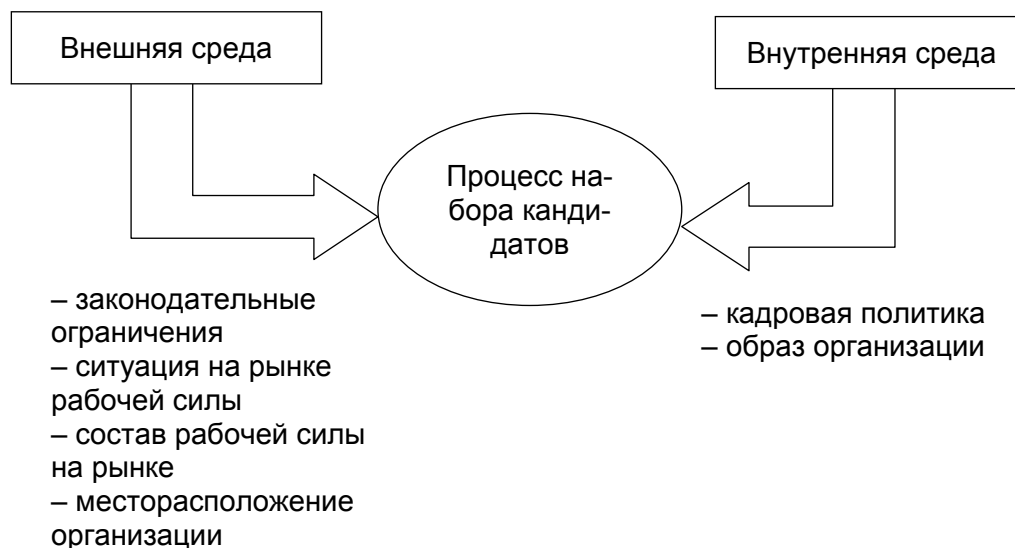 Внешняя среда
Внутренняя среда
Процесс на-
бора канди-
датов
– законодательные
ограничения
– ситуация на рынке
рабочей силы
– состав рабочей силы
на рынке
– месторасположение
организации
– кадровая политика
– образ организации